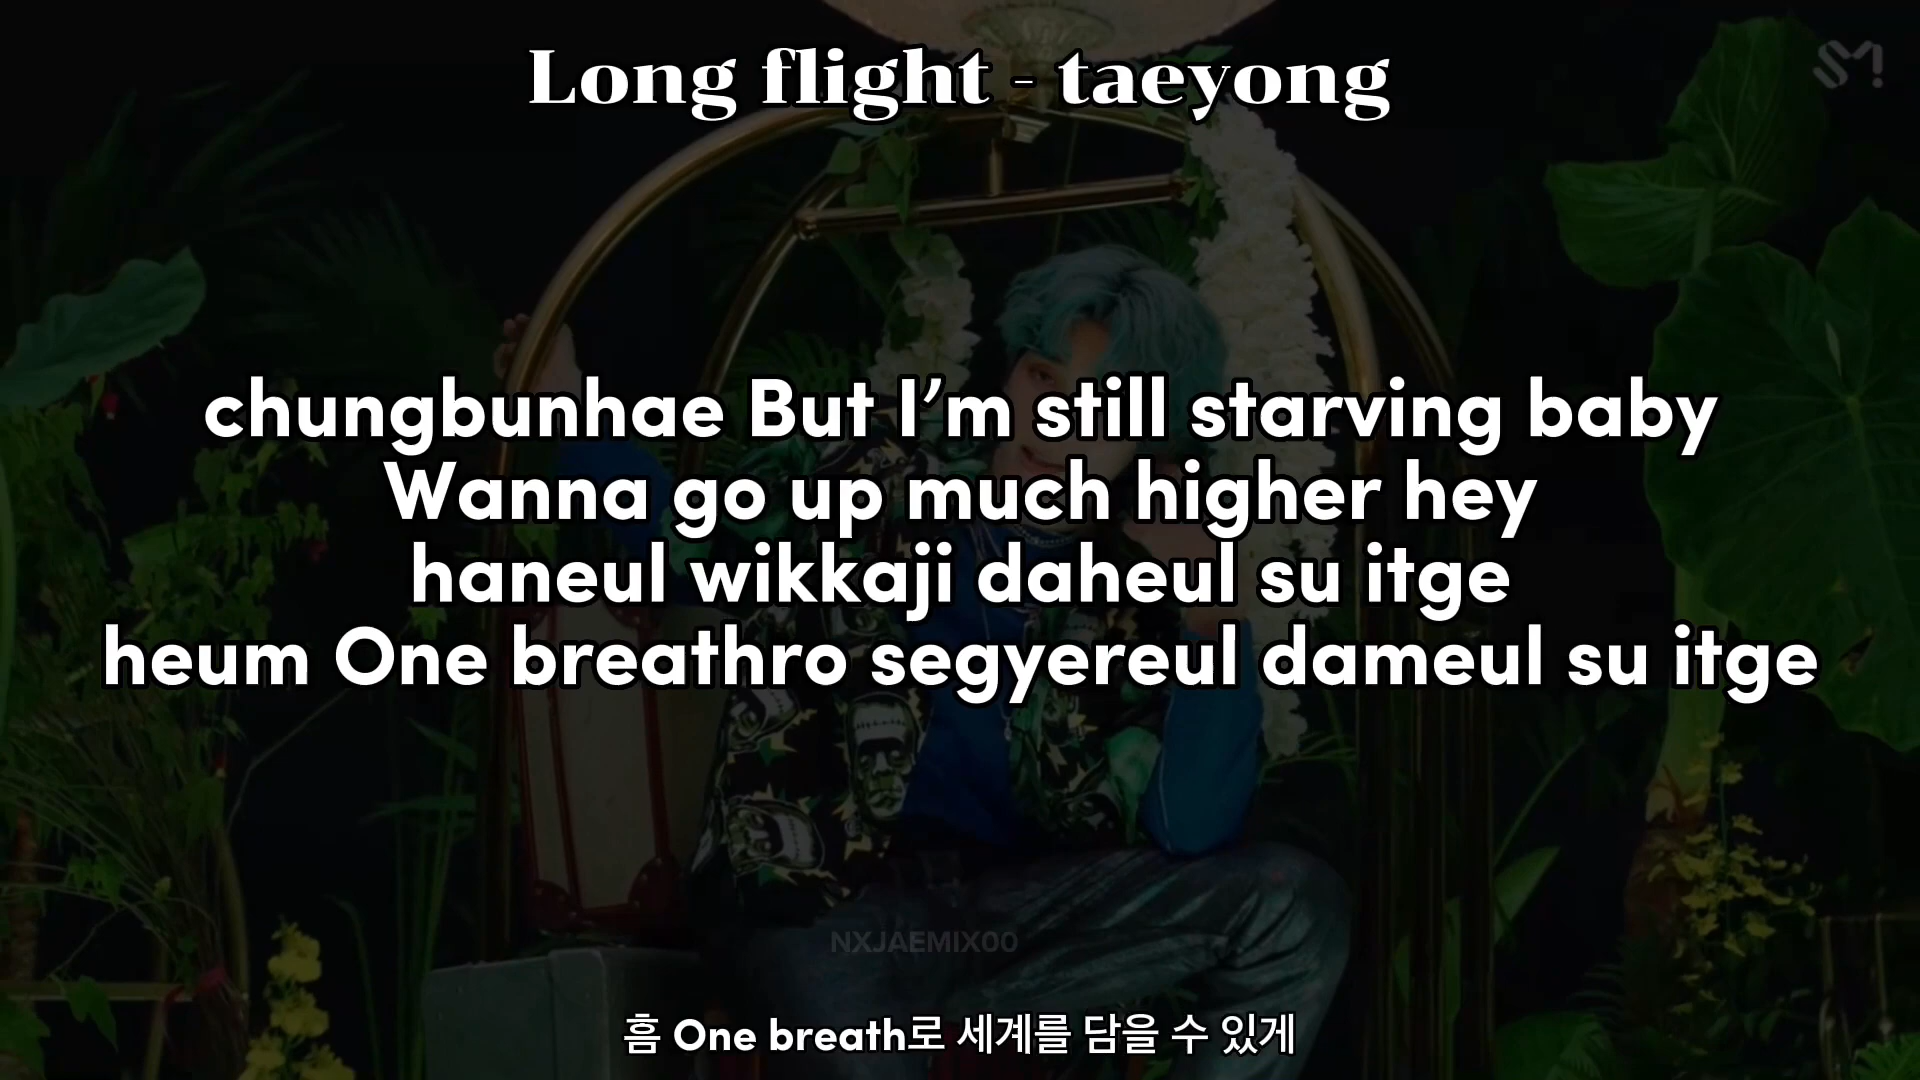 Long flight - taeyong
SM!
chungbunhae But I’m still starving baby
Wanna go up much higher hey
haneul wikkaji daheul su itge
heum One breathro segyereul dameul su itge
NXJAEMIX00
흠 One breath로 세계를 담을 수 있게